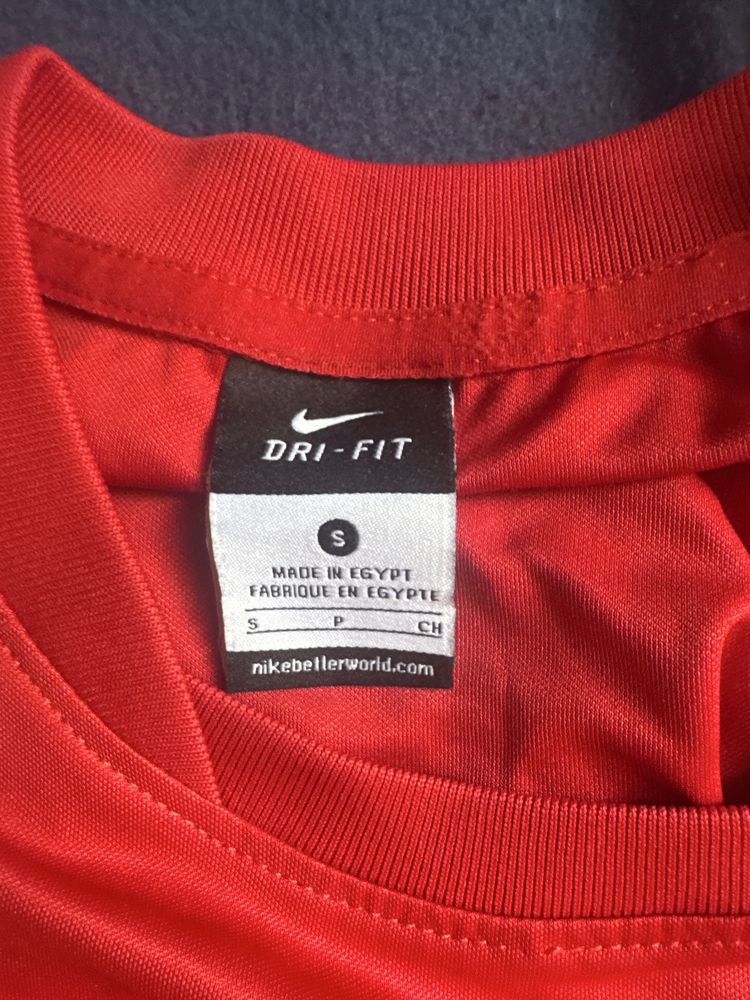 DRI-FIT
S
MADE IN EGYPT
FABRIQUE EN EGYPTE
S P CH
nikebetterworld.com